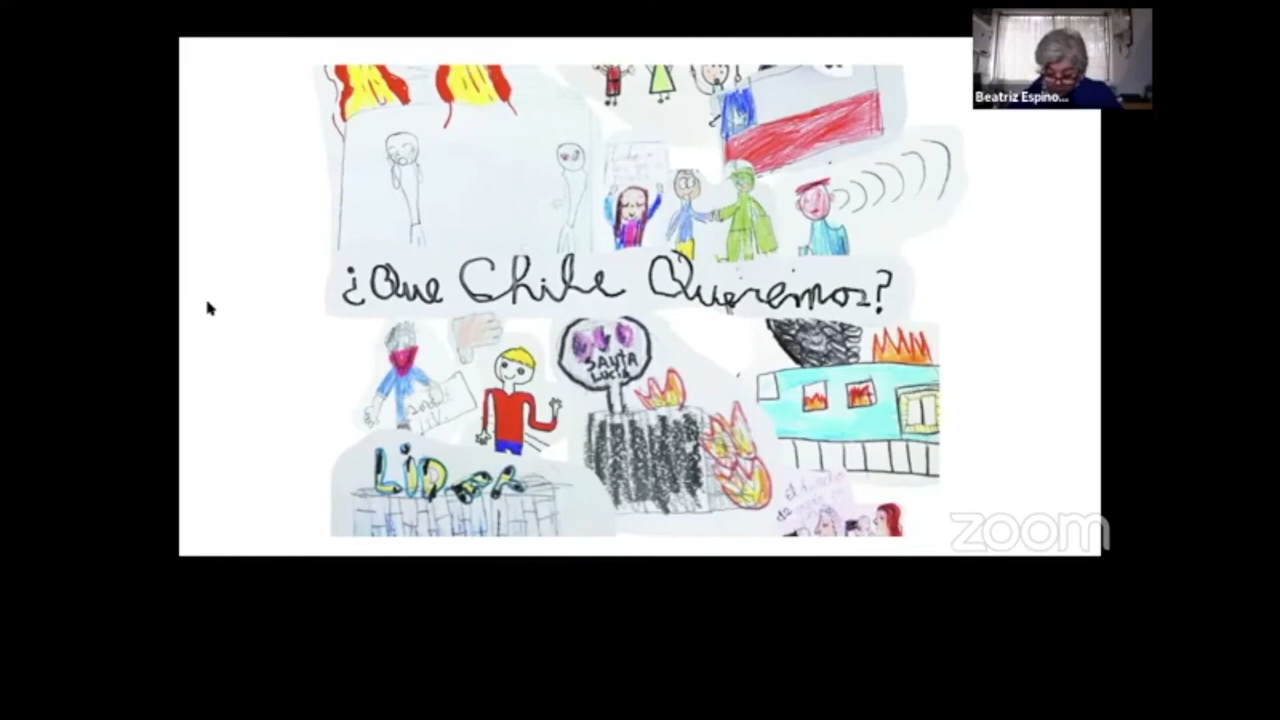 Beatriz Espino...
¿Que Chile Queremos?
SANTA
LUCIA
LiDer
zoom